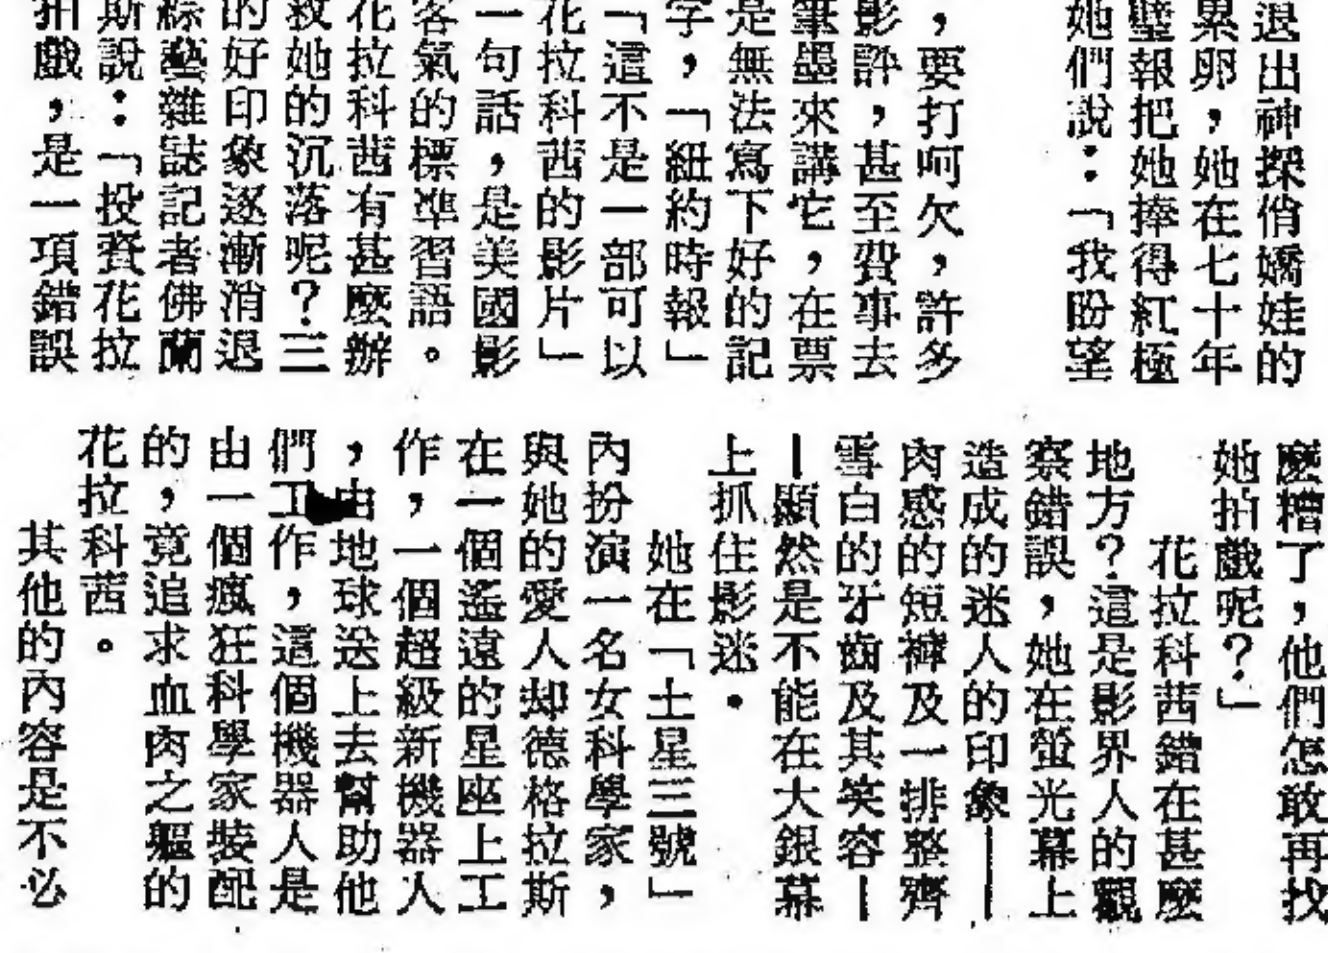 退出神探俏嬌娃的
累卵，她在七十年
璧報把她捧得紅極
她們說：「我盼望
，要打呵欠，許多
影評，甚至費事去
筆墨來講它，在票
是無法寫下好的記
字，「紐約時報」
「這不是一部可以
花拉科茜的影片」
一句話，是美國影
客氣的標準習語。
花拉科茜有甚麼辦
救她的沉落呢？三
的好印象逐漸消退
綜藝雜誌記者佛蘭
斯說：「投資花拉
拍戲，是一項錯誤
麼糟了，他們怎敢再找
她拍戲呢？」
花拉科茜錯在甚麼
地方？這是影界人的觀
察錯誤，她在螢光幕上
造成的迷人的印象——
肉感的短褲及一排整齊
雪白的牙齒及其笑容—
—顯然是不能在大銀幕
上抓住影迷。
她在「土星三號」
內扮演一名女科學家，
與她的愛人却德格拉斯
在一個遙遠的星座上工
作，一個超級新機器人
，由地球送上去幫助他
們工作，這個機器人是
由一個瘋狂科學家裝配
的，竟追求血肉之軀的
花拉科茜。
其他的內容是不必